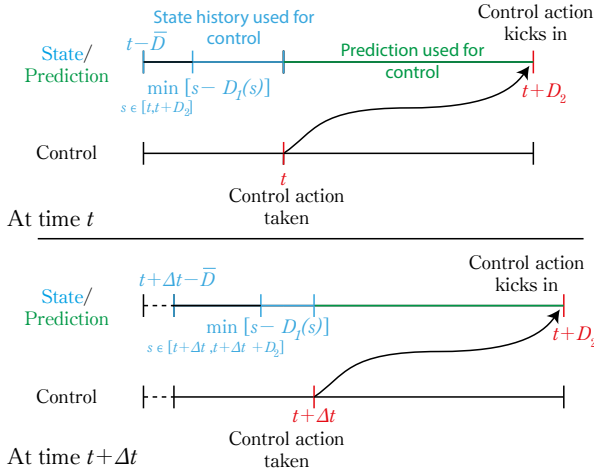 State history used for
control
Control action
kicks in
t − D̅
State/
Prediction
Prediction used for
control
min [s − D₁(s)]
s ∈ [t,t+D₂]
t+D₂
Control
t
Control action
taken
At time t
t+Δt − D̅
Control action
kicks in
State/
Prediction
min [s − D₁(s)]
s ∈ [t+Δt ,t+Δt +D₂]
t+D₂
Control
t+Δt
Control action
taken
At time t+Δt